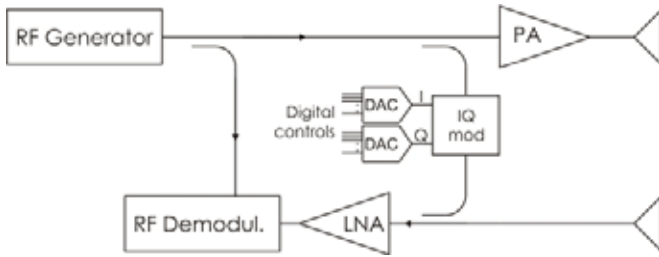 RF Generator
PA
DAC
I
Digital
controls
DAC
Q
IQ
mod
RF Demodul.
LNA